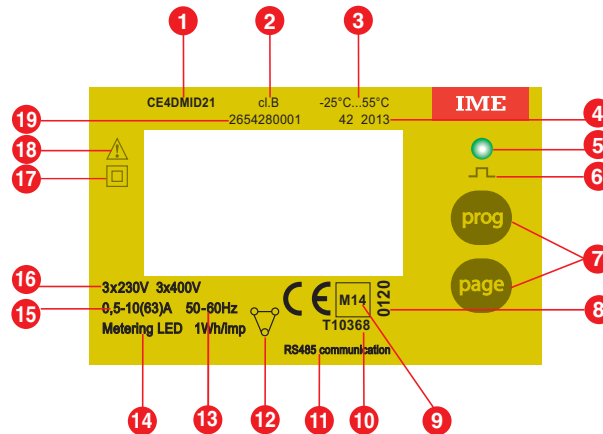 1 2 3
CE4DMID21 cl.B -25°C...55°C IME
2654280001 42 2013
19 4
18 5
17 6
prog
7
page
16 3x230V 3x400V
15 0,5-10(63)A 50-60Hz
Metering LED 1Wh/imp
CE M14 0120
T10368
8
RS485 communication
14 13 12 11 10 9